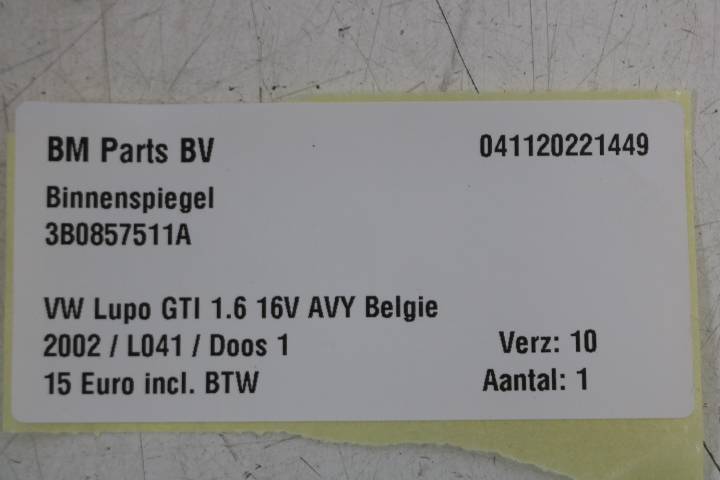 BM Parts BV 041120221449
Binnenspiegel
3B0857511A
VW Lupo GTI 1.6 16V AVY Belgie
2002 / L041 / Doos 1 Verz: 10
15 Euro incl. BTW Aantal: 1